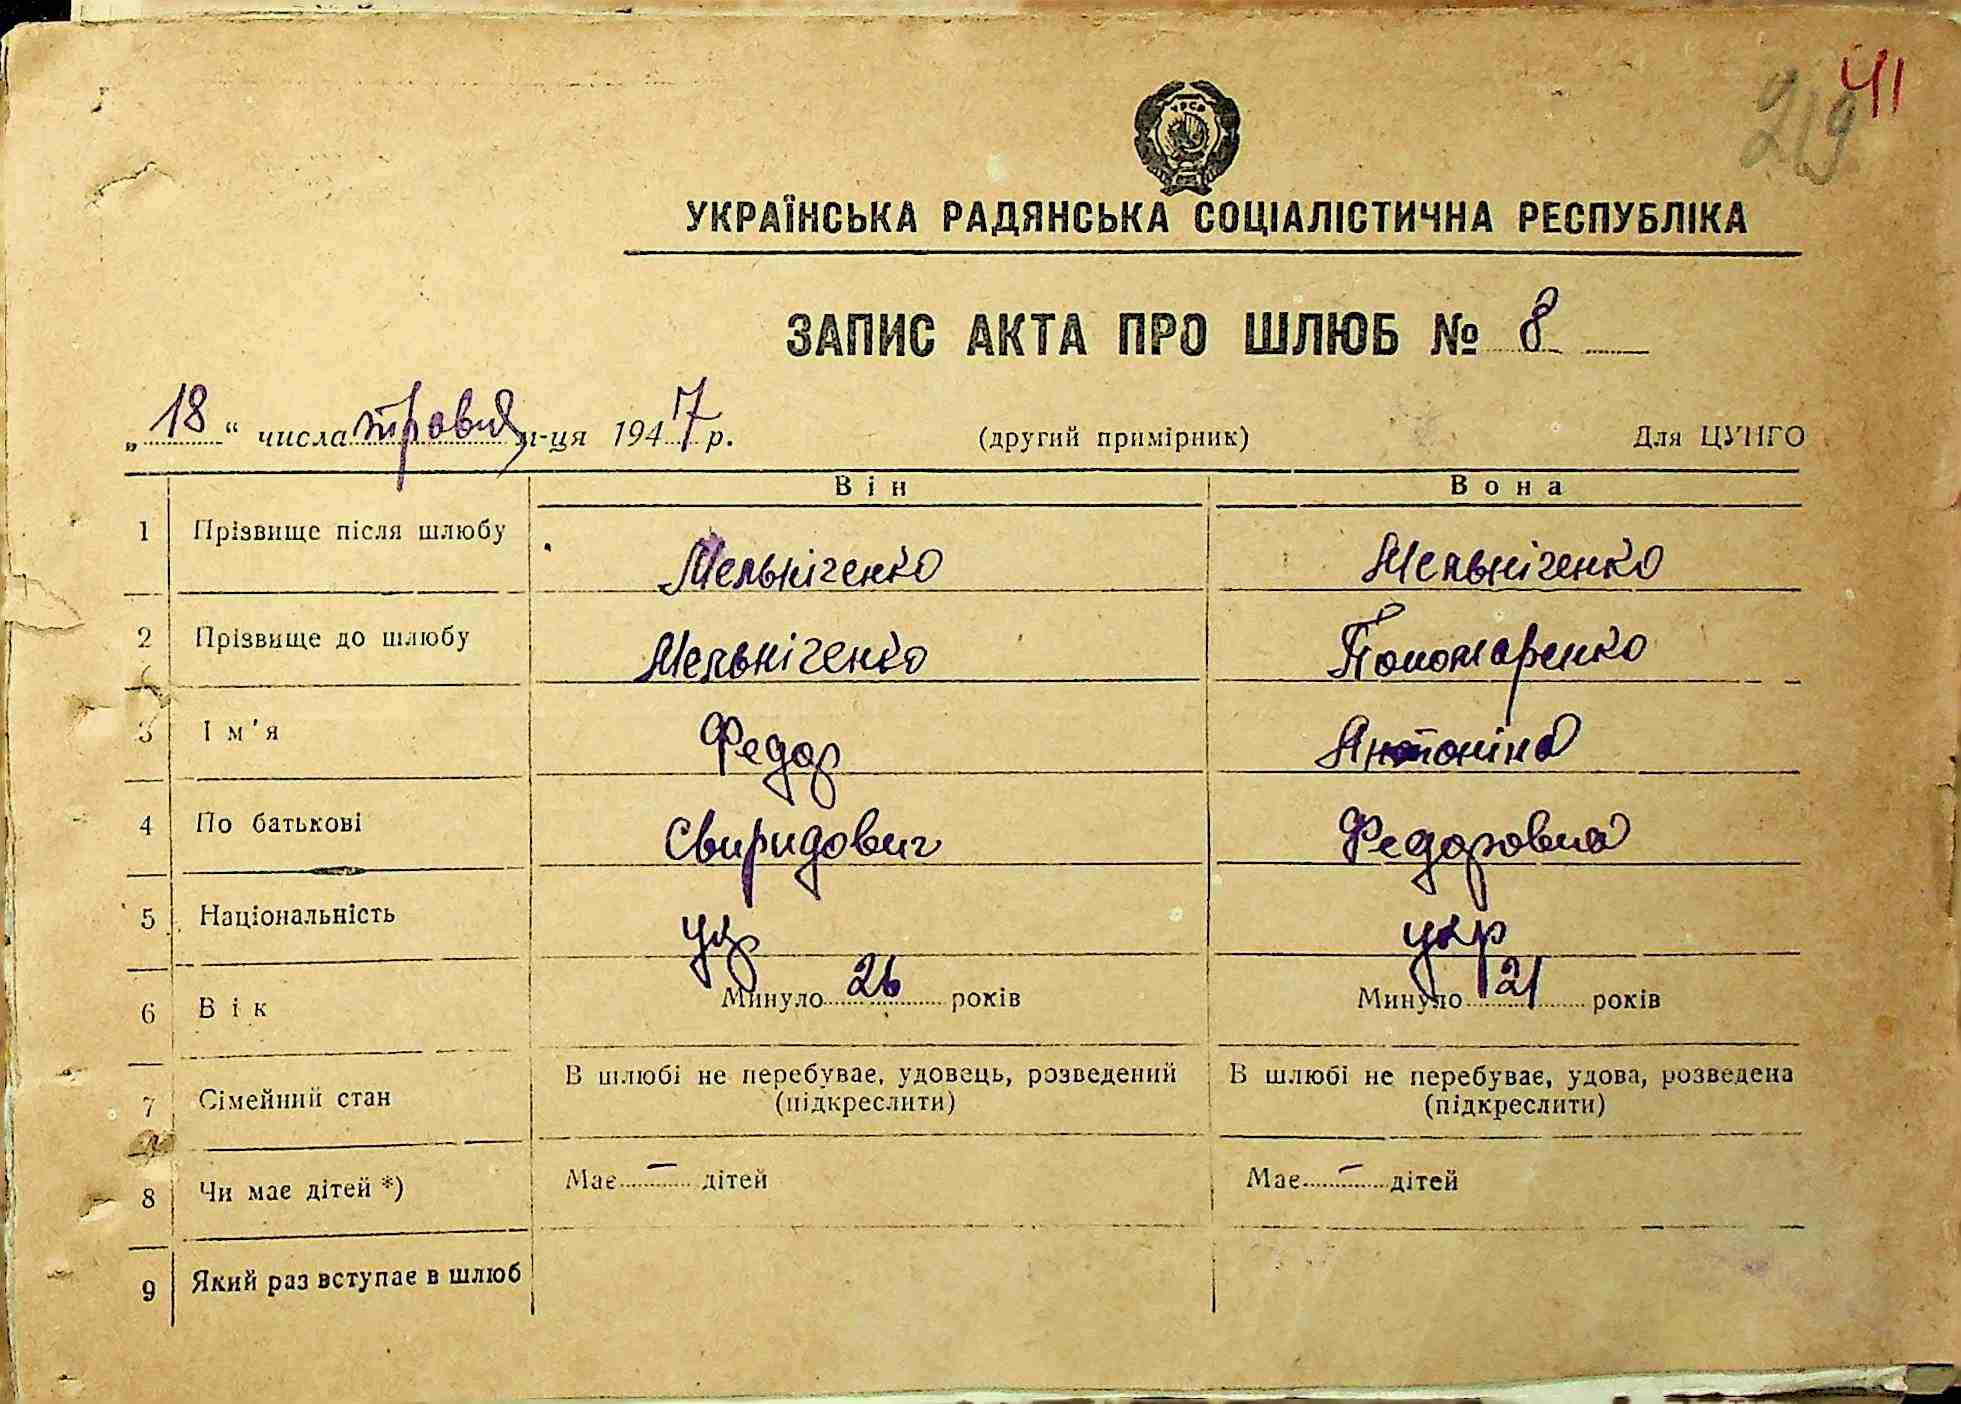 41
219
УКРАЇНСЬКА РАДЯНСЬКА СОЦІАЛІСТИЧНА РЕСПУБЛІКА
ЗАПИС АКТА ПРО ШЛЮБ № 8
„18“ числа травня м-ця 1947 р. (другий примірник) Для ЦУНГО
Він Вона
1 Прізвище після шлюбу Мельніченко Мельніченко
2 Прізвище до шлюбу Мельніченко Пономаренко
3 Ім'я Федор Антоніна
4 По батькові Свиридович Федоровна
5 Національність укр укр
6 Вік Минуло 26 років Минуло 21 років
7 Сімейний стан В шлюбі не перебуває, удовець, розведений (підкреслити) В шлюбі не перебуває, удова, розведена (підкреслити)
8 Чи має дітей *) Має — дітей Має — дітей
9 Який раз вступає в шлюб